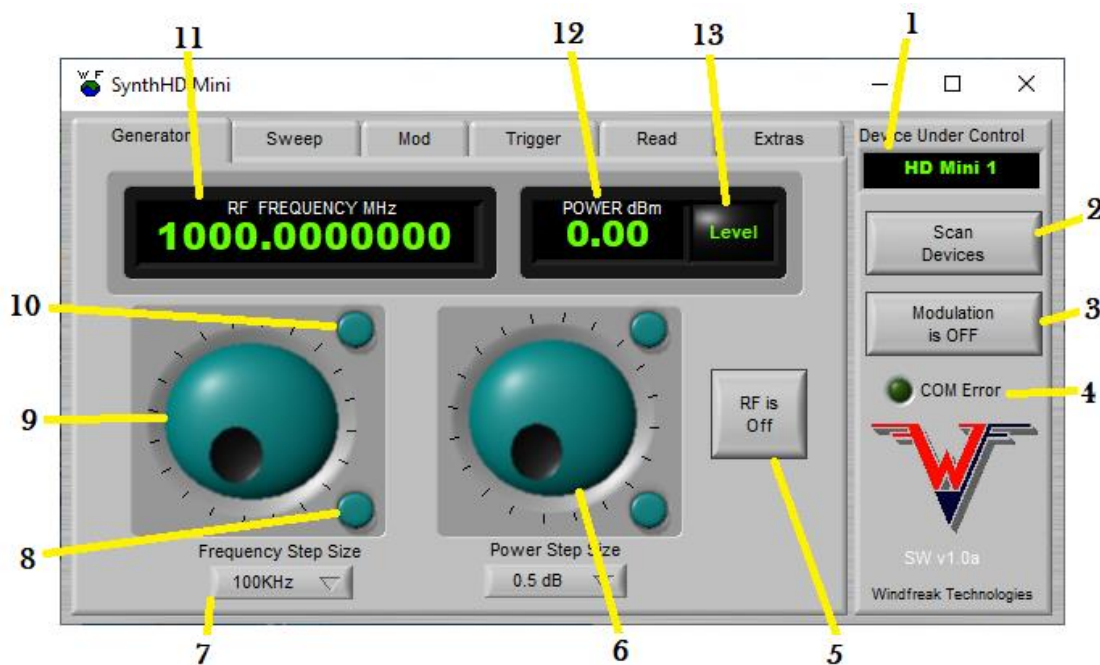 11
12
13
1
W F
SynthHD Mini
Generator
Sweep
Mod
Trigger
Read
Extras
Device Under Control
HD Mini 1
RF FREQUENCY MHz
1000.0000000
POWER dBm
0.00
Level
2
Scan
Devices
10
3
Modulation
is OFF
4
COM Error
9
RF is
Off
W
8
Frequency Step Size
100KHz
Power Step Size
0.5 dB
SW v1.0a
Windfreak Technologies
7
6
5